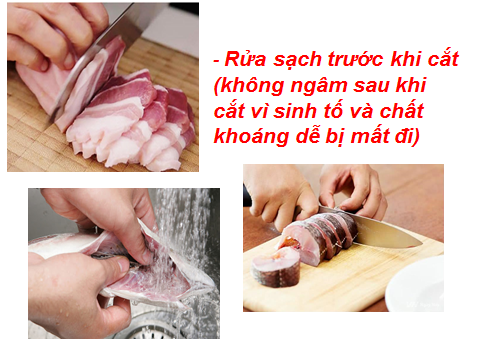 - Rửa sạch trước khi cắt
(không ngâm sau khi
cắt vì sinh tố và chất
khoáng dễ bị mất đi)